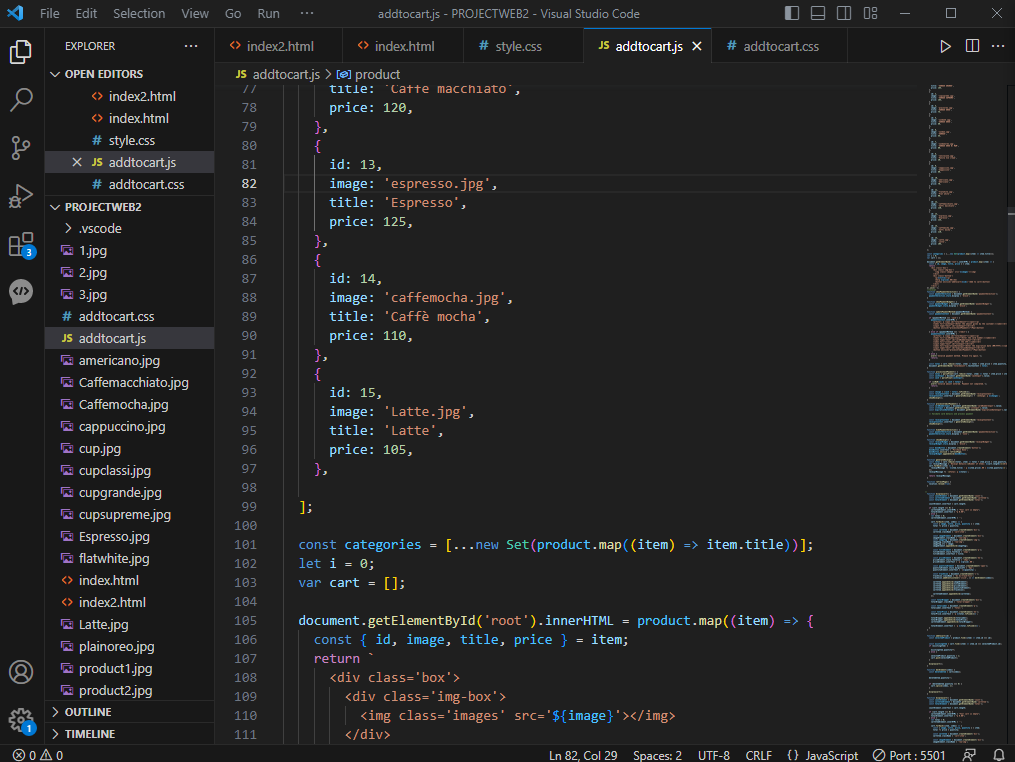 File Edit Selection View Go Run ··· addtocart.js - PROJECTWEB2 - Visual Studio Code
EXPLORER ···
OPEN EDITORS
<> index2.html
<> index.html
# style.css
JS addtocart.js
# addtocart.css
PROJECTWEB2
.vscode
1.jpg
2.jpg
3.jpg
# addtocart.css
JS addtocart.js
americano.jpg
Caffemacchiato.jpg
Caffemocha.jpg
cappuccino.jpg
cup.jpg
cupclassi.jpg
cupgrande.jpg
cupsupreme.jpg
Espresso.jpg
flatwhite.jpg
<> index.html
<> index2.html
Latte.jpg
plainoreo.jpg
product1.jpg
product2.jpg
OUTLINE
TIMELINE
3
1
<> index2.html <> index.html # style.css JS addtocart.js # addtocart.css
JS addtocart.js > product
77 title: 'Caffè macchiato',
78 price: 120,
79 },
80 {
81 id: 13,
82 image: 'espresso.jpg',
83 title: 'Espresso',
84 price: 125,
85 },
86 {
87 id: 14,
88 image: 'caffemocha.jpg',
89 title: 'Caffè mocha',
90 price: 110,
91 },
92 {
93 id: 15,
94 image: 'Latte.jpg',
95 title: 'Latte',
96 price: 105,
97 },
98
99 ];
100
101 const categories = [...new Set(product.map((item) => item.title))];
102 let i = 0;
103 var cart = [];
104
105 document.getElementById('root').innerHTML = product.map((item) => {
106 const { id, image, title, price } = item;
107 return `
108 <div class='box'>
109 <div class='img-box'>
110 <img class='images' src='${image}'></img>
111 </div>
0 0 Ln 82, Col 29 Spaces: 2 UTF-8 CRLF {} JavaScript Port : 5501